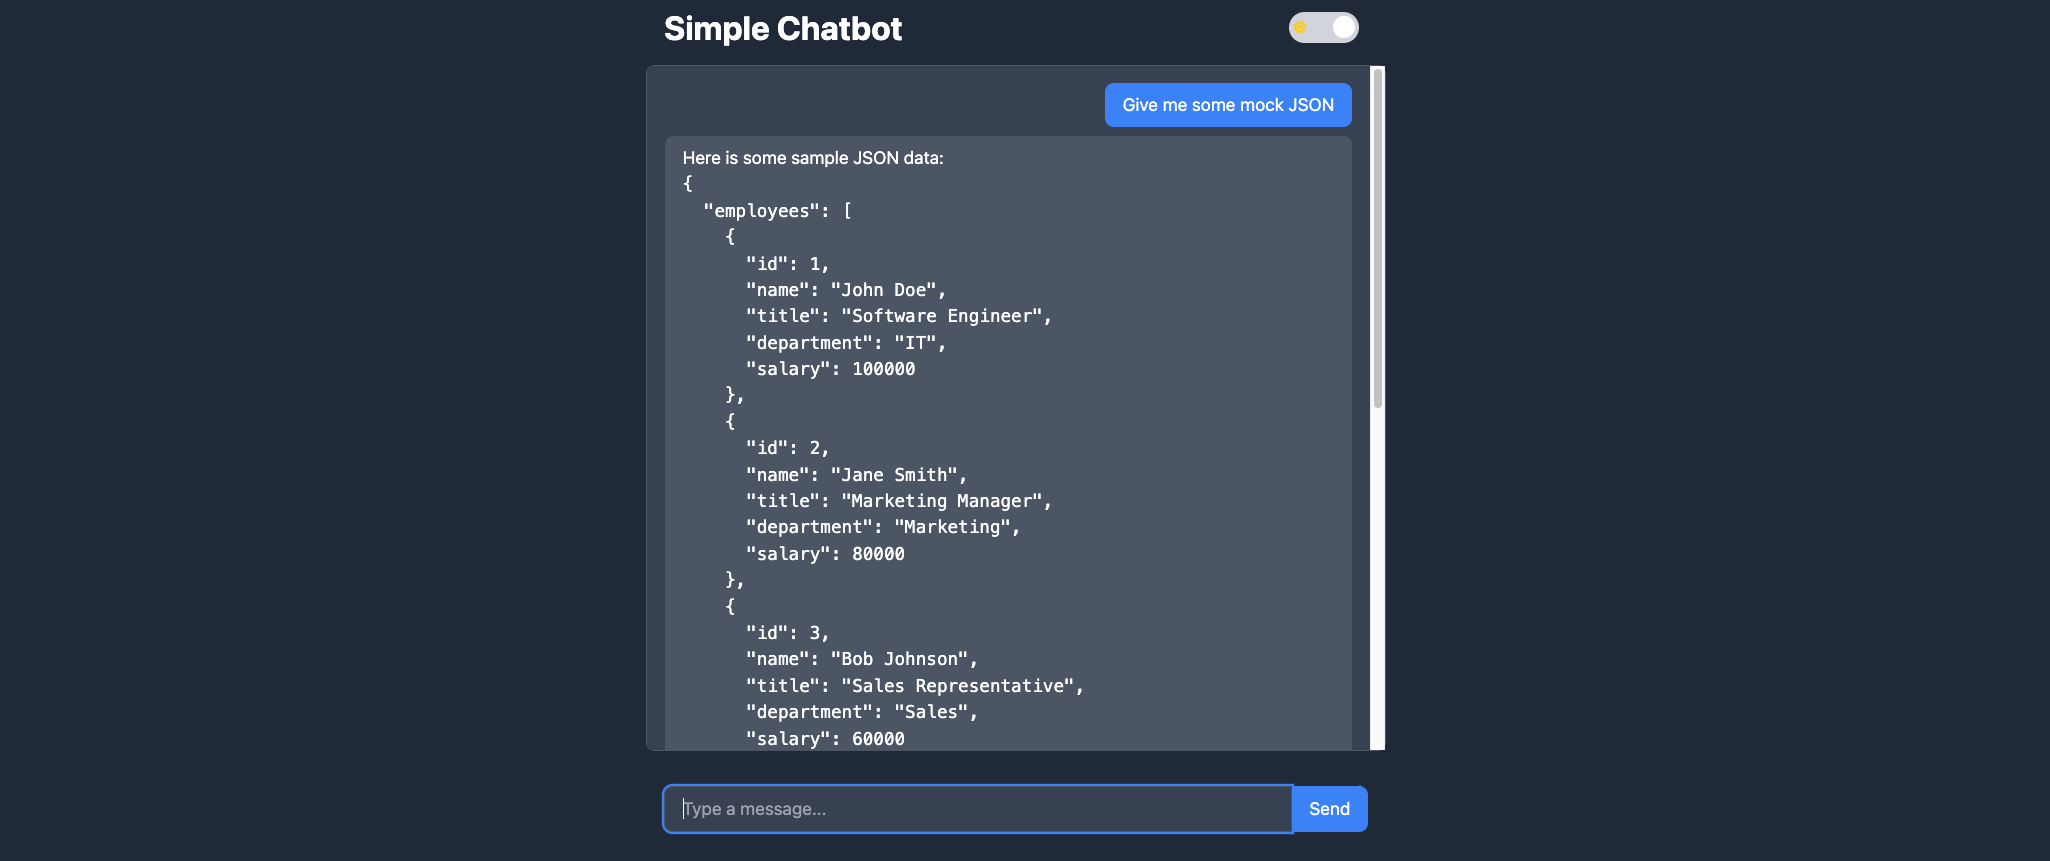 Simple Chatbot
Give me some mock JSON
Here is some sample JSON data:
{
  "employees": [
    {
      "id": 1,
      "name": "John Doe",
      "title": "Software Engineer",
      "department": "IT",
      "salary": 100000
    },
    {
      "id": 2,
      "name": "Jane Smith",
      "title": "Marketing Manager",
      "department": "Marketing",
      "salary": 80000
    },
    {
      "id": 3,
      "name": "Bob Johnson",
      "title": "Sales Representative",
      "department": "Sales",
      "salary": 60000
Type a message...
Send